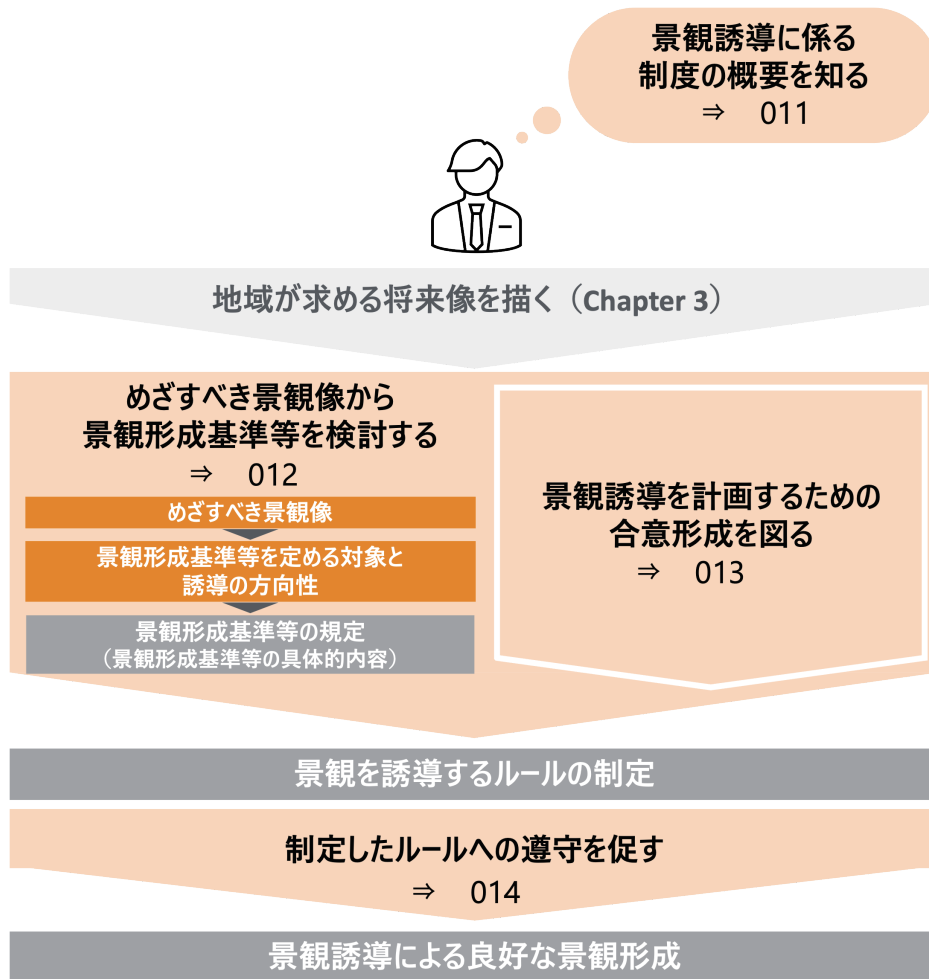 景観誘導に係る
制度の概要を知る
⇒ 011
地域が求める将来像を描く（Chapter 3）
めざすべき景観像から
景観形成基準等を検討する
⇒ 012
めざすべき景観像
景観形成基準等を定める対象と
誘導の方向性
景観形成基準等の規定
（景観形成基準等の具体的内容）
景観誘導を計画するための
合意形成を図る
⇒ 013
景観を誘導するルールの制定
制定したルールへの遵守を促す
⇒ 014
景観誘導による良好な景観形成